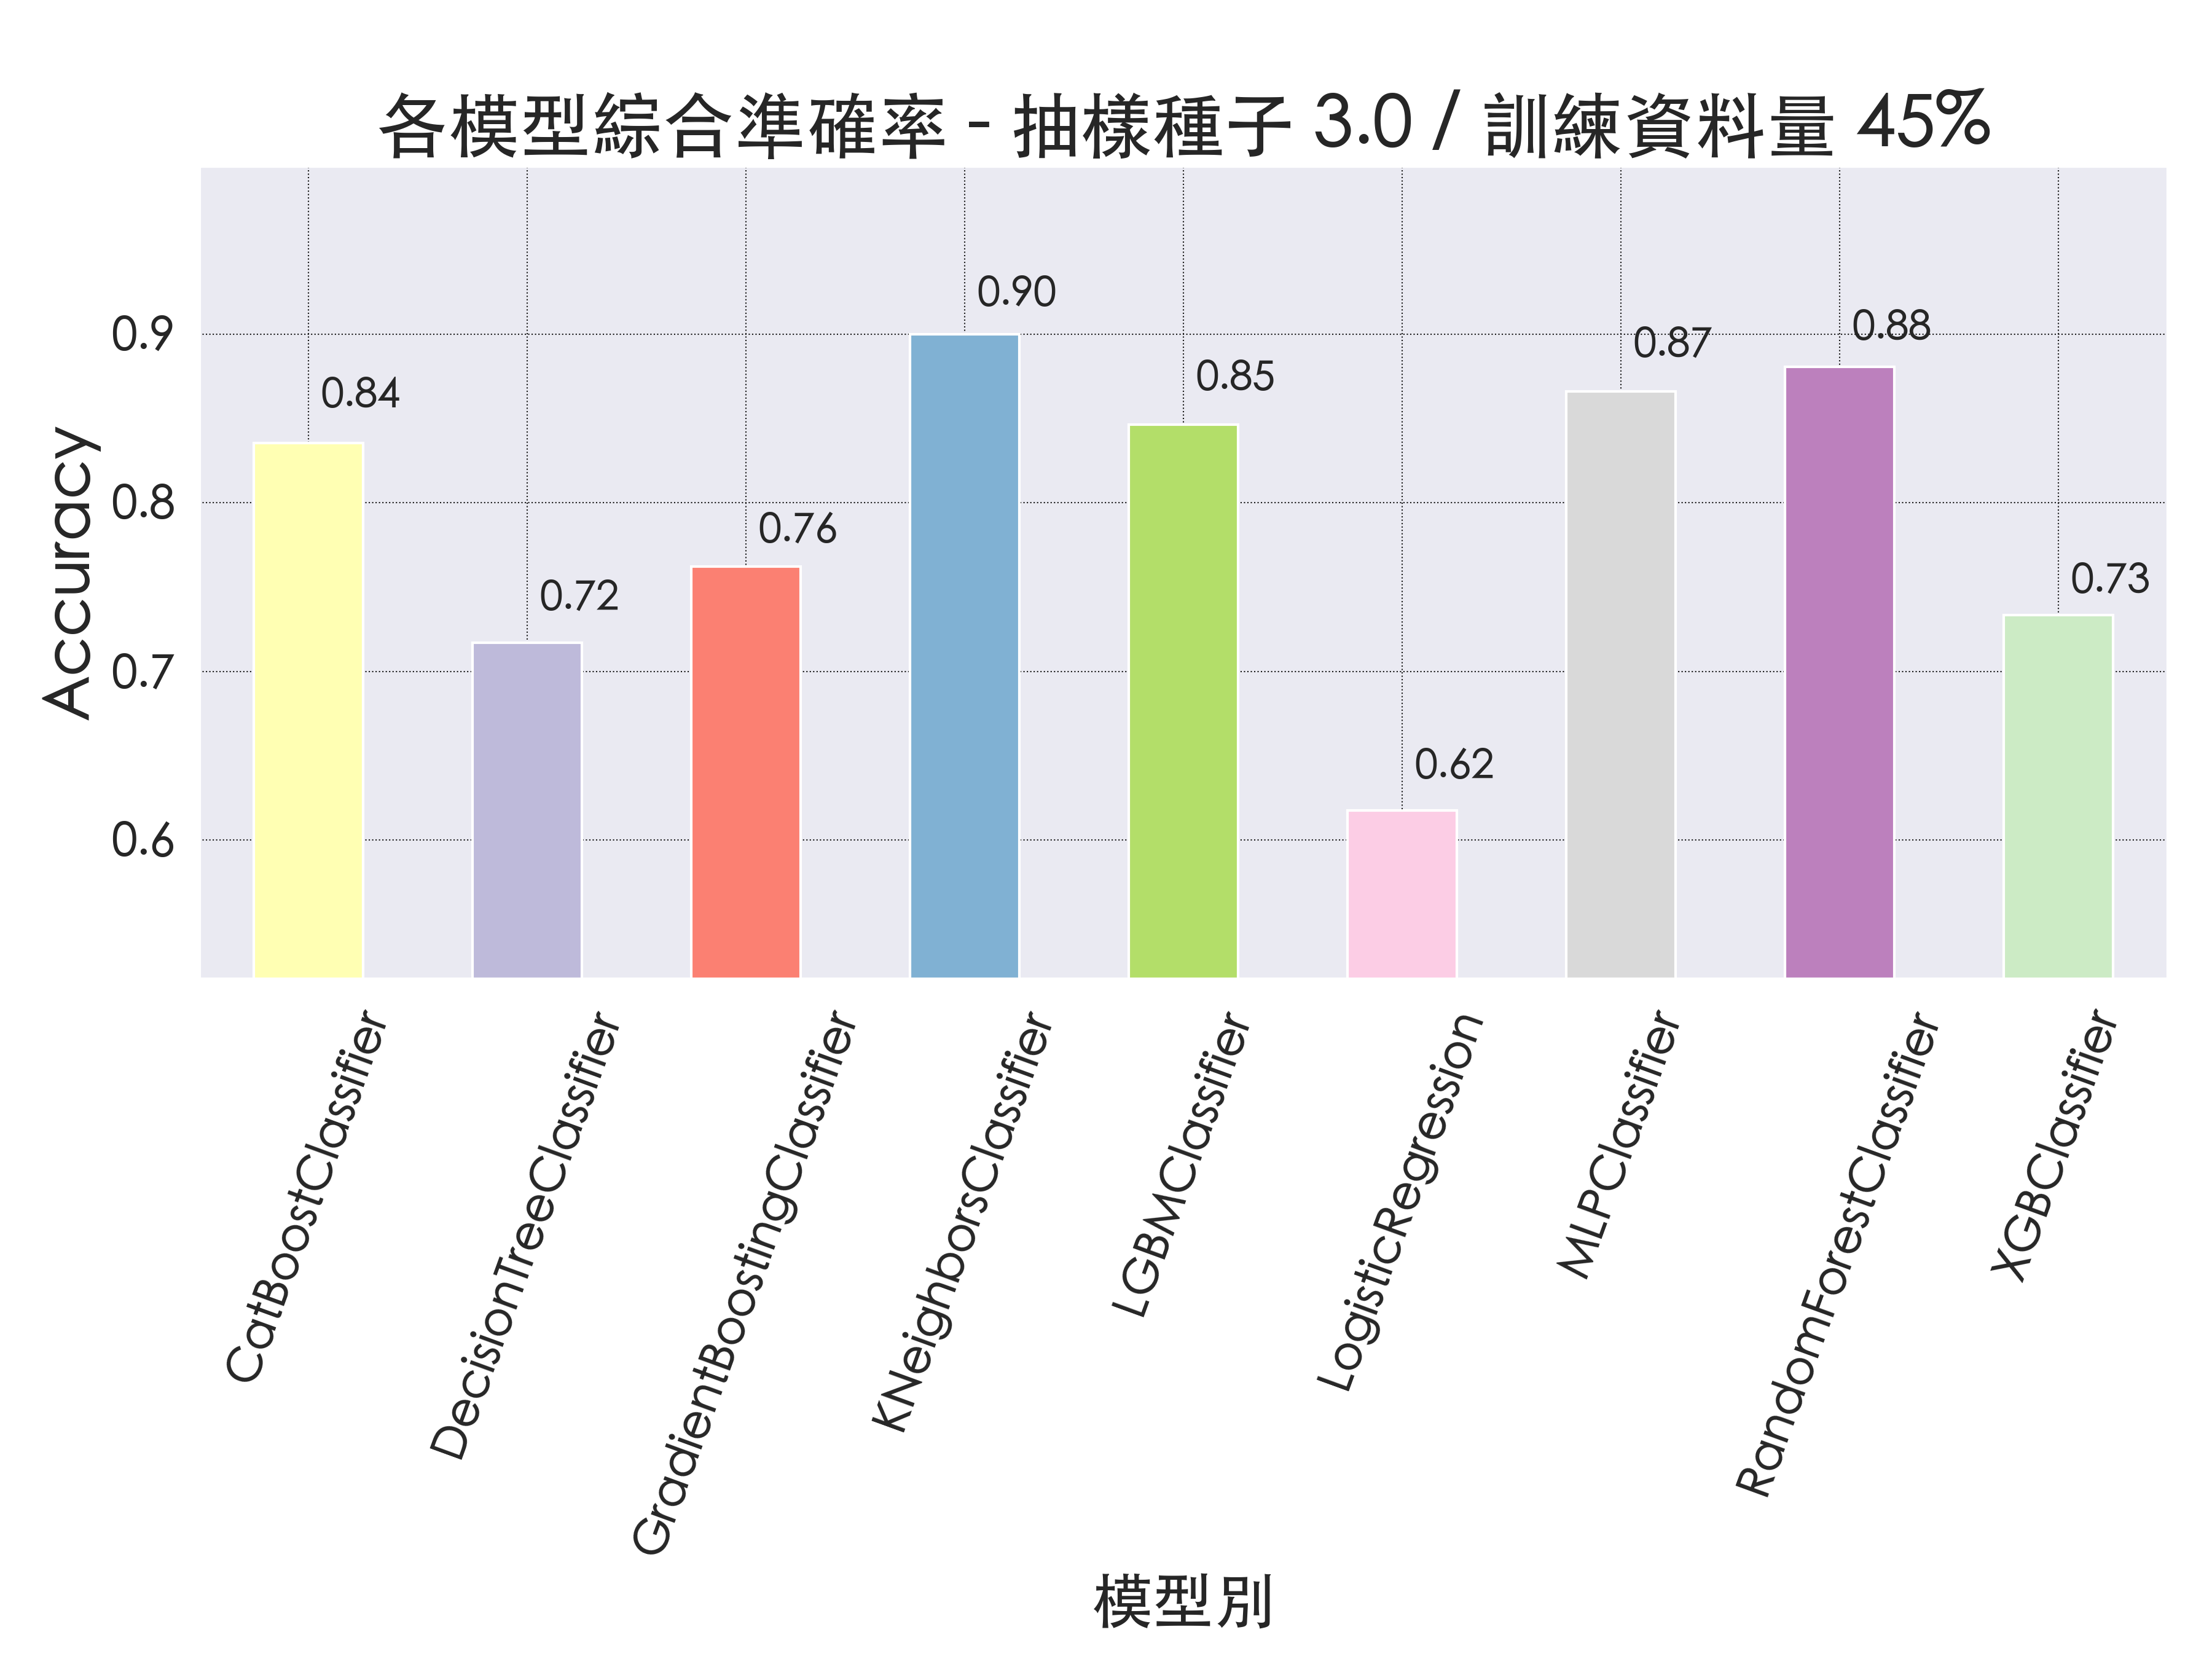 各模型綜合準確率 - 抽樣種子 3.0 / 訓練資料量 45%
Accuracy
0.9
0.8
0.7
0.6
0.84
0.72
0.76
0.90
0.85
0.62
0.87
0.88
0.73
CatBoostClassifier
DecisionTreeClassifier
GradientBoostingClassifier
KNeighborsClassifier
LGBMClassifier
LogisticRegression
MLPClassifier
RandomForestClassifier
XGBClassifier
模型別